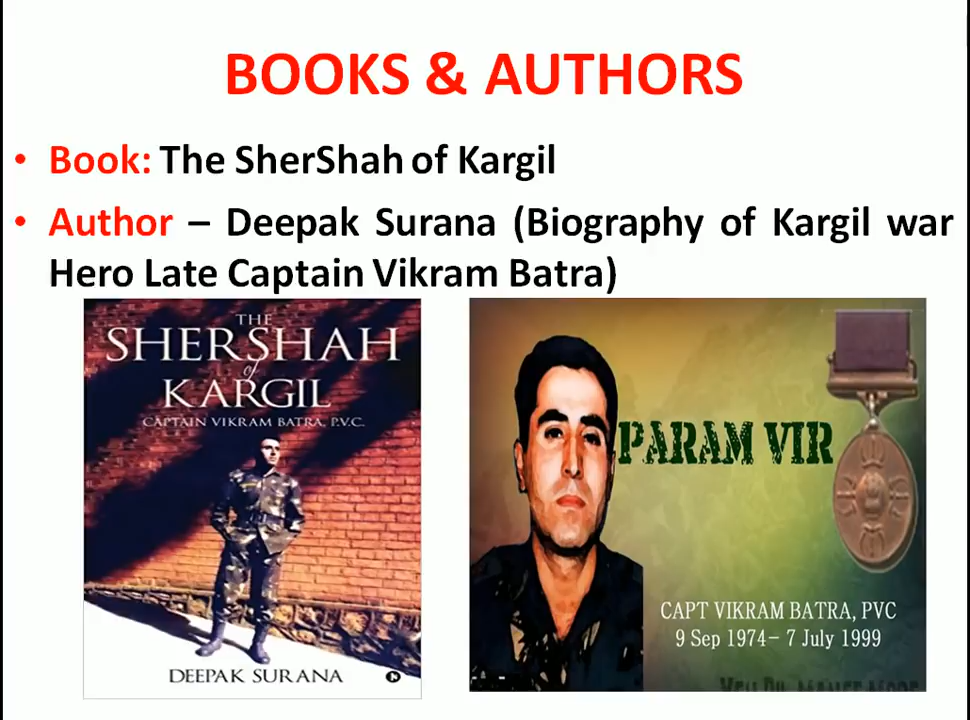 BOOKS & AUTHORS
• Book: The SherShah of Kargil
• Author – Deepak Surana (Biography of Kargil war
Hero Late Captain Vikram Batra)
THE
SHERSHAH
of
KARGIL
CAPTAIN VIKRAM BATRA, P.V.C.
DEEPAK SURANA
PARAM VIR
CAPT VIKRAM BATRA, PVC
9 Sep 1974– 7 July 1999